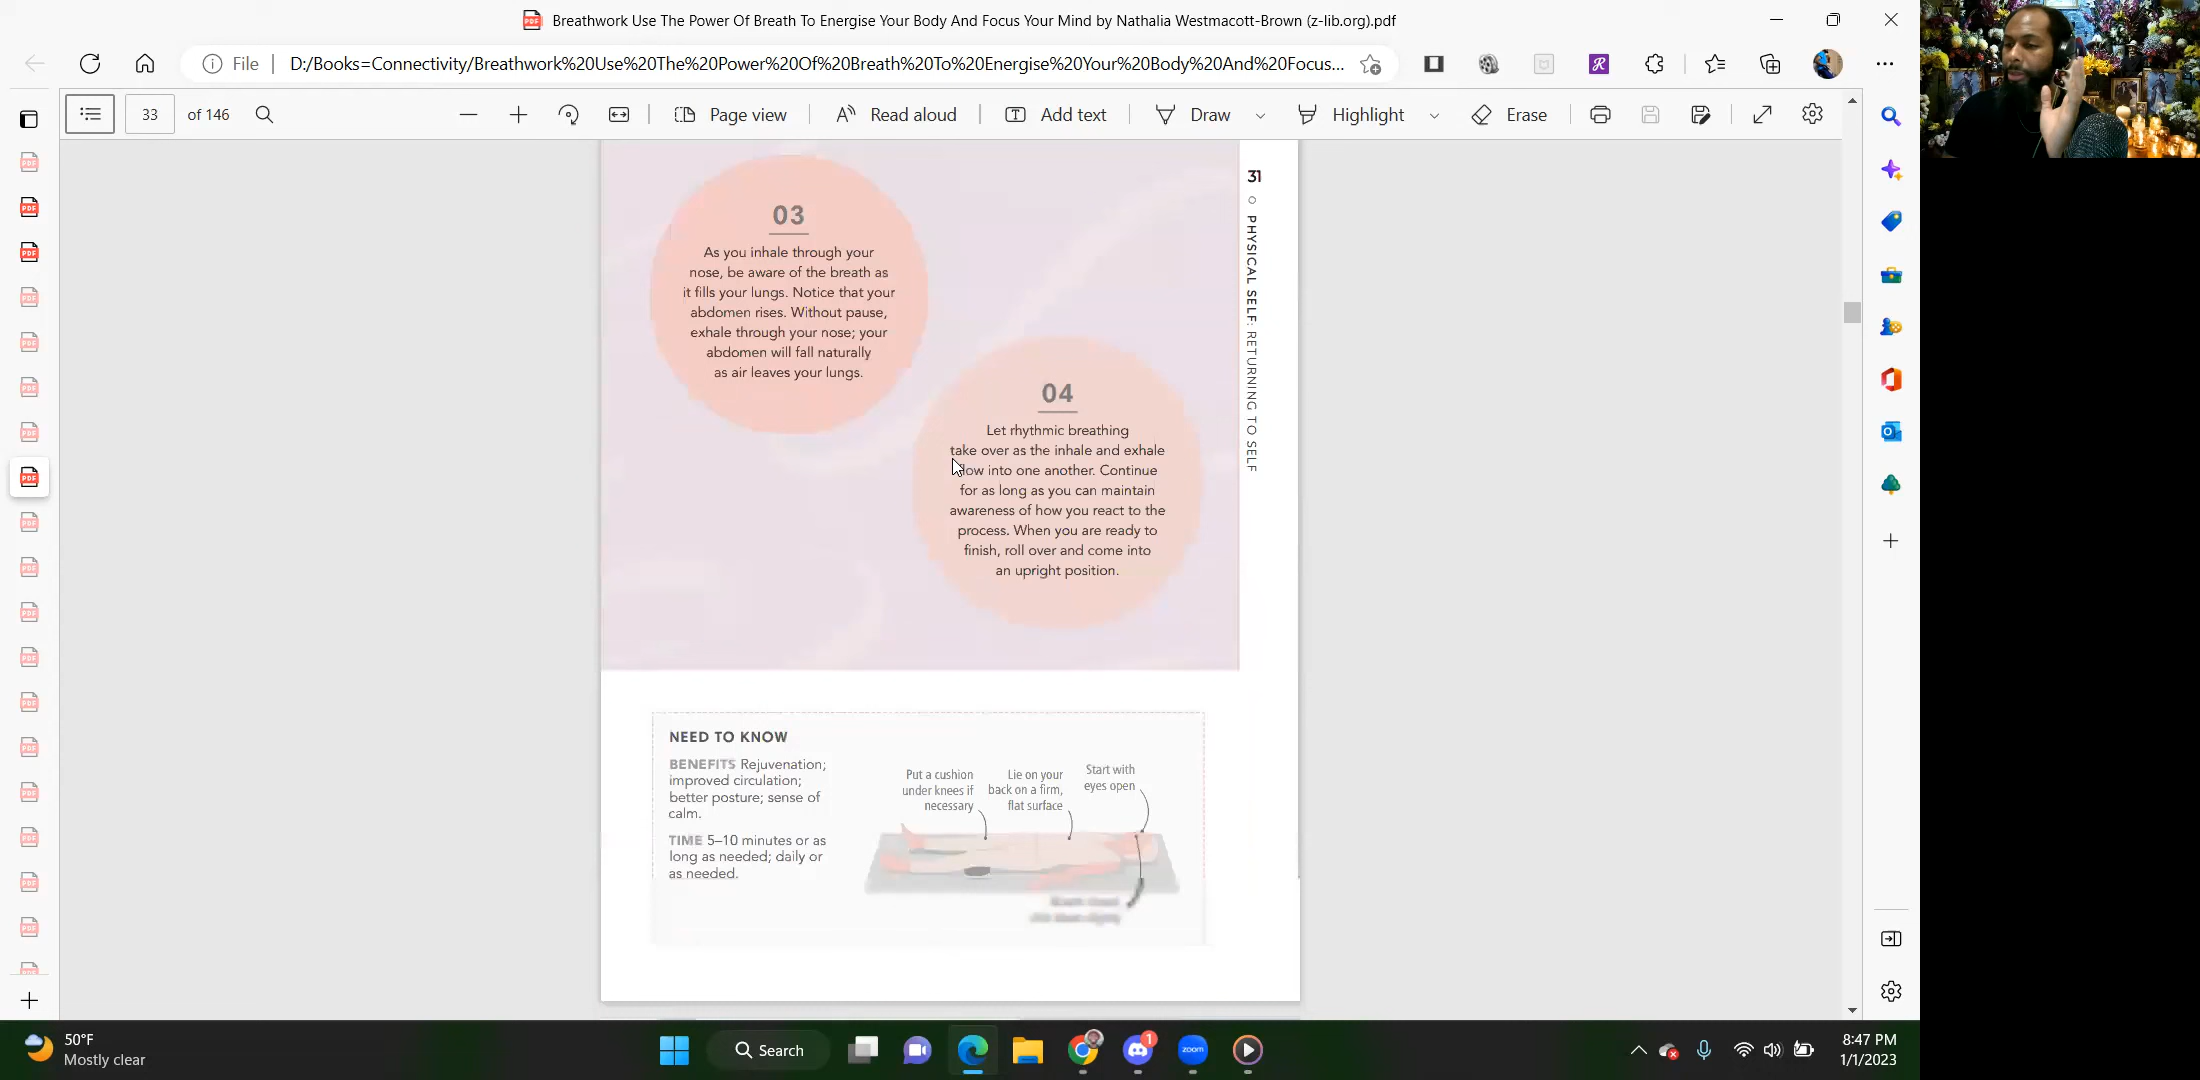 Breathwork Use The Power Of Breath To Energise Your Body And Focus Your Mind by Nathalia Westmacott-Brown (z-lib.org).pdf
File
D:/Books=Connectivity/Breathwork%20Use%20The%20Power%20Of%20Breath%20To%20Energise%20Your%20Body%20And%20Focus...
33
of 146
Page view
Read aloud
Add text
Draw
Highlight
Erase
03
As you inhale through your
nose, be aware of the breath as
it fills your lungs. Notice that your
abdomen rises. Without pause,
exhale through your nose; your
abdomen will fall naturally
as air leaves your lungs.
04
Let rhythmic breathing
take over as the inhale and exhale
into one another. Continue
for as long as you can maintain
awareness of how you react to the
process. When you are ready to
finish, roll over and come into
an upright position.
31
PHYSICAL SELF: RETURNING TO SELF
NEED TO KNOW
BENEFITS Rejuvenation;
improved circulation;
better posture; sense of
calm.
TIME 5–10 minutes or as
long as needed; daily or
as needed.
Put a cushion
under knees if
necessary
Lie on your
back on a firm,
flat surface
Start with
eyes open
50°F
Mostly clear
Search
zoom
1
8:47 PM
1/1/2023